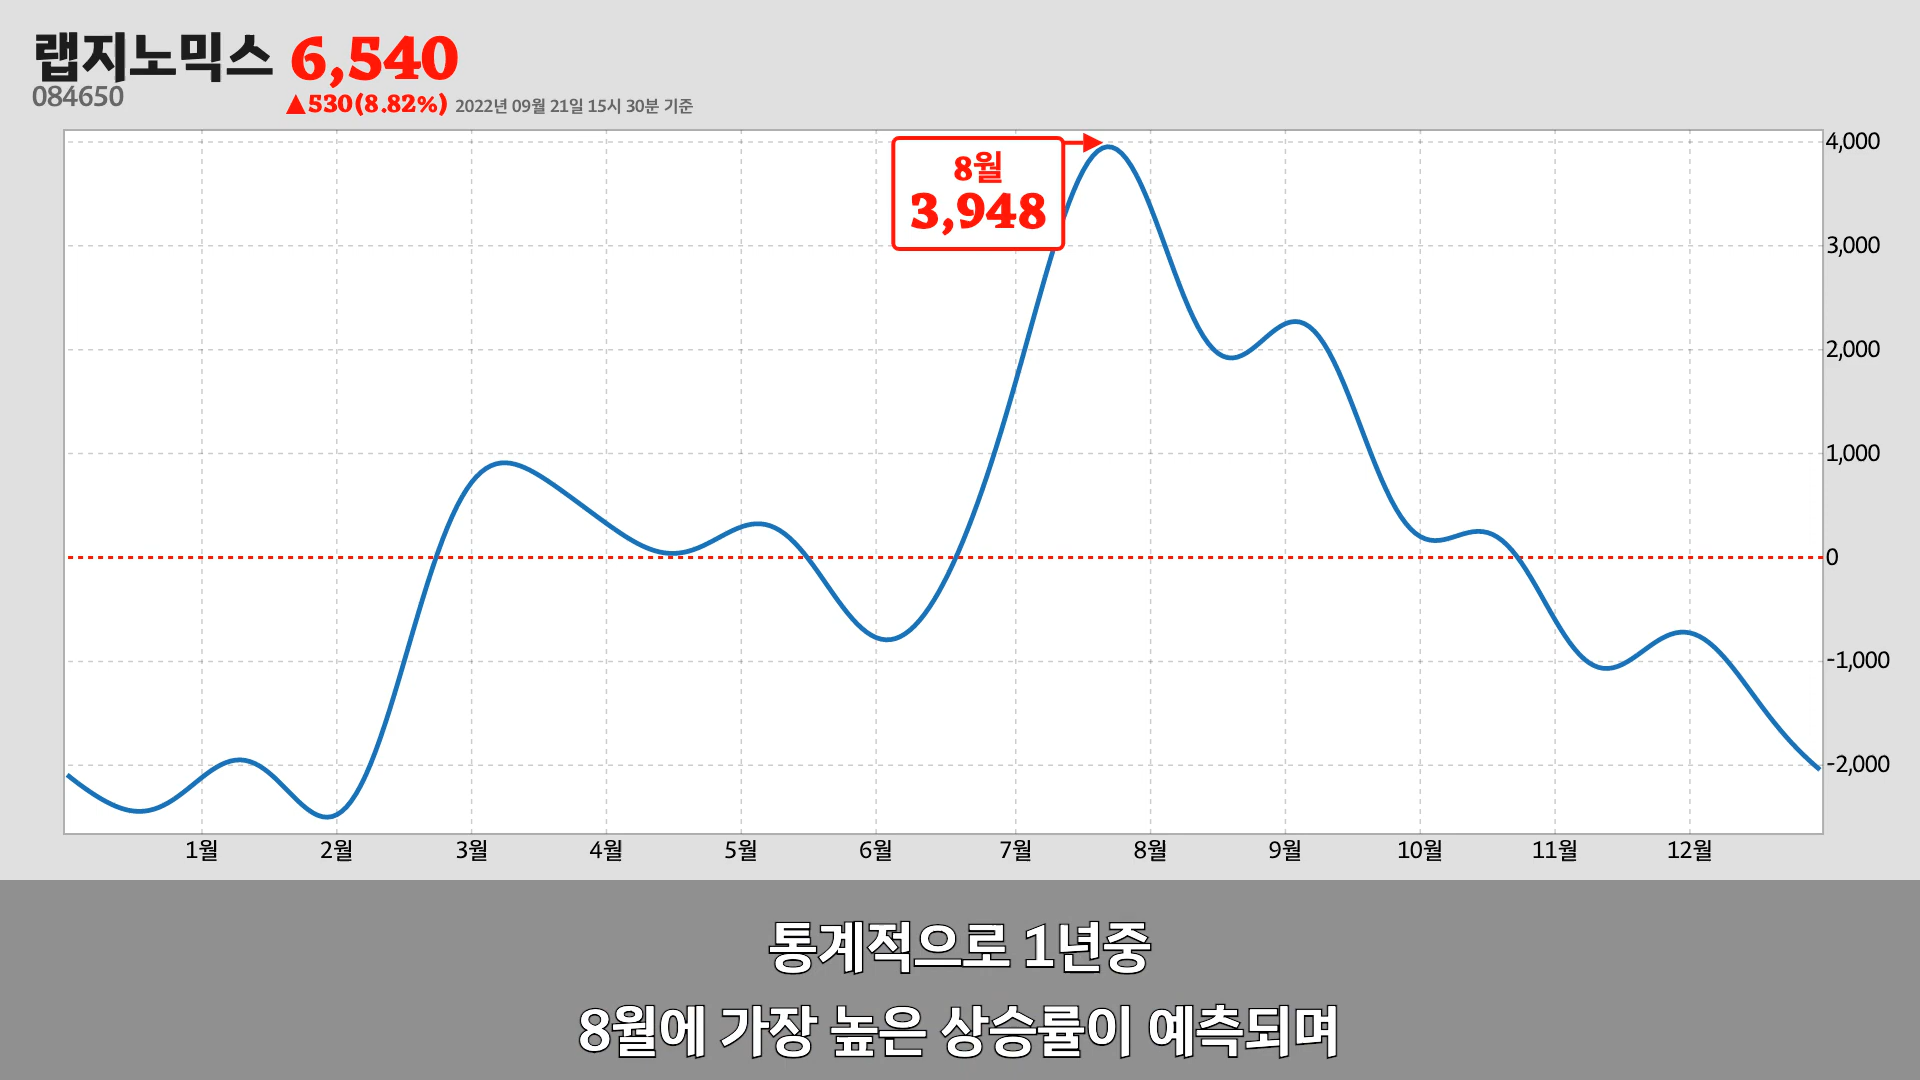 랩지노믹스 6,540
084650
▲530(8.82%) 2022년 09월 21일 15시 30분 기준
8월
3,948
4,000
3,000
2,000
1,000
0
-1,000
-2,000
1월 2월 3월 4월 5월 6월 7월 8월 9월 10월 11월 12월
통계적으로 1년중
8월에 가장 높은 상승률이 예측되며